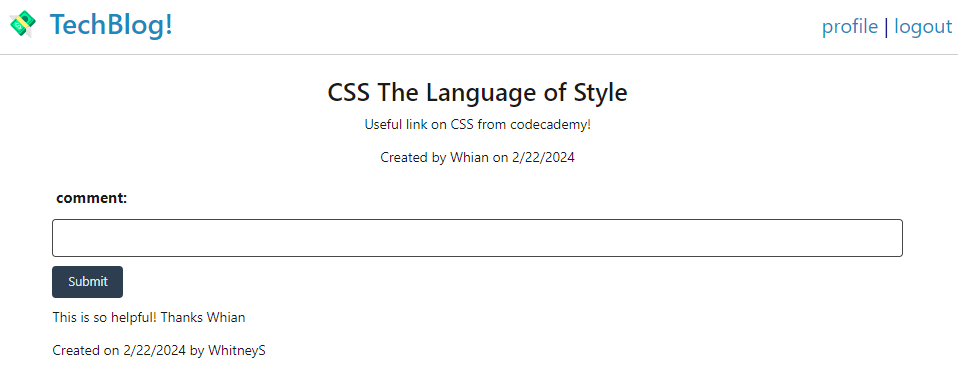 TechBlog!
profile | logout
CSS The Language of Style
Useful link on CSS from codecademy!
Created by Whian on 2/22/2024
comment:
Submit
This is so helpful! Thanks Whian
Created on 2/22/2024 by WhitneyS